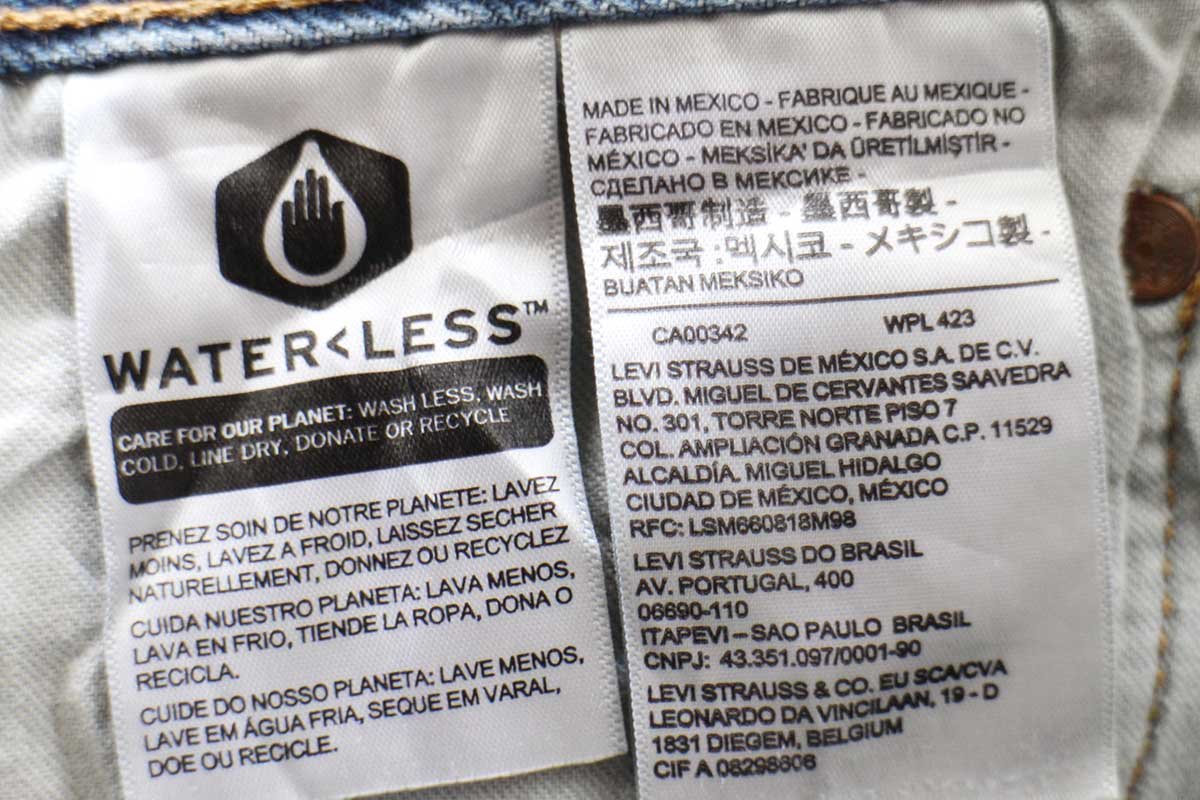 WATER<LESS™
CARE FOR OUR PLANET: WASH LESS, WASH
COLD, LINE DRY, DONATE OR RECYCLE
PRENEZ SOIN DE NOTRE PLANETE: LAVEZ
MOINS, LAVEZ A FROID, LAISSEZ SECHER
NATURELLEMENT, DONNEZ OU RECYCLEZ
CUIDA NUESTRO PLANETA: LAVA MENOS,
LAVA EN FRIO, TIENDE LA ROPA, DONA O
RECICLA.
CUIDE DO NOSSO PLANETA: LAVE MENOS,
LAVE EM ÁGUA FRIA, SEQUE EM VARAL,
DOE OU RECICLE.
MADE IN MEXICO - FABRIQUE AU MEXIQUE -
FABRICADO EN MEXICO - FABRICADO NO
MÉXICO - MEKSİKA' DA ÜRETİLMİŞTİR -
СДЕЛАНО В МЕКСИКЕ -
墨西哥制造 - 墨西哥製 -
제조국 :멕시코 - メキシコ製 -
BUATAN MEKSIKO
CA00342 WPL 423
LEVI STRAUSS DE MÉXICO S.A. DE C.V.
BLVD. MIGUEL DE CERVANTES SAAVEDRA
NO. 301, TORRE NORTE PISO 7
COL. AMPLIACIÓN GRANADA C.P. 11529
ALCALDÍA. MIGUEL HIDALGO
CIUDAD DE MÉXICO, MÉXICO
RFC: LSM660818M98
LEVI STRAUSS DO BRASIL
AV. PORTUGAL, 400
06690-110
ITAPEVI – SAO PAULO BRASIL
CNPJ: 43.351.097/0001-90
LEVI STRAUSS & CO. EU SCA/CVA
LEONARDO DA VINCILAAN, 19 - D
1831 DIEGEM, BELGIUM
CIF A 08298806